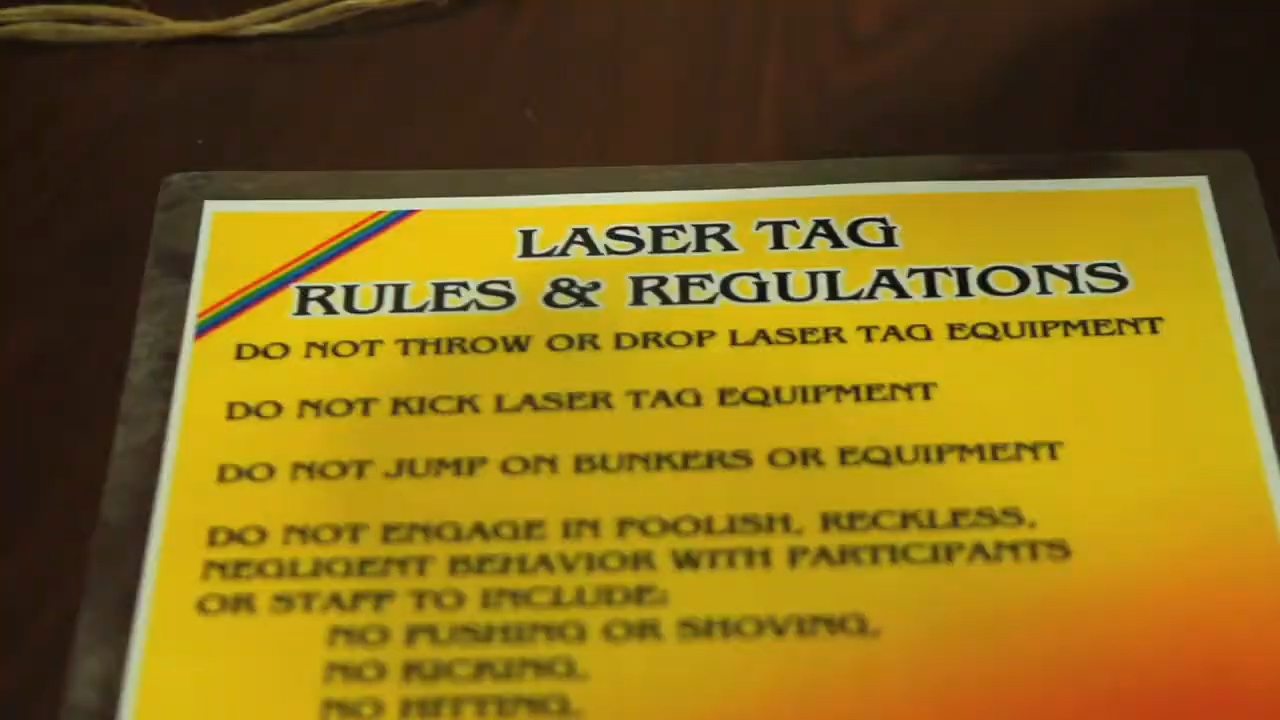 LASER TAG
RULES & REGULATIONS
DO NOT THROW OR DROP LASER TAG EQUIPMENT
DO NOT KICK LASER TAG EQUIPMENT
DO NOT JUMP ON BUNKERS OR EQUIPMENT
DO NOT ENGAGE IN FOOLISH, RECKLESS,
NEGLIGENT BEHAVIOR WITH PARTICIPANTS
OR STAFF TO INCLUDE:
NO PUSHING OR SHOVING,
NO KICKING,
NO HITTING,